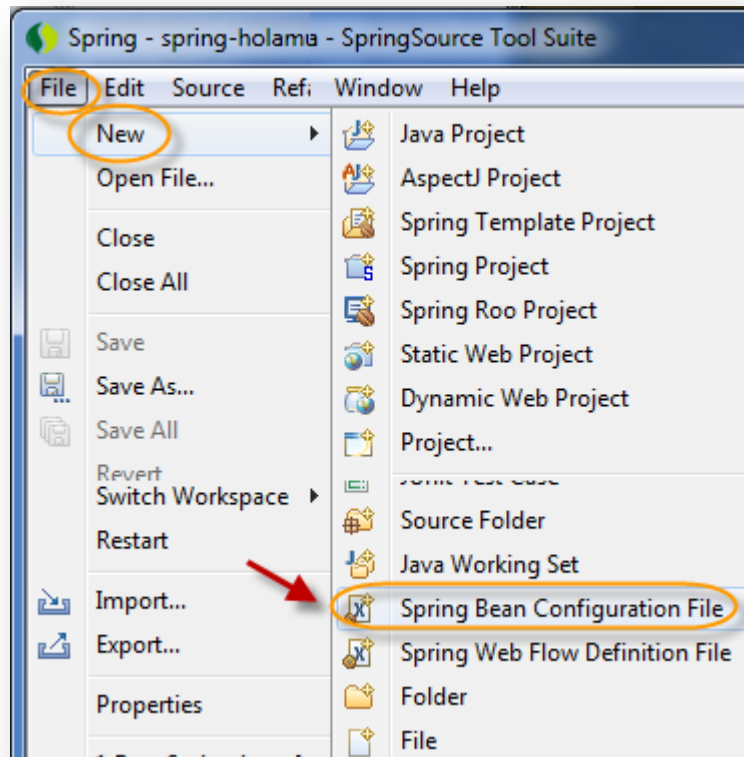 Spring - spring-holamu - SpringSource Tool Suite
File Edit Source Window Help
New
Open File...
Close
Close All
Save
Save As...
Save All
Revert
Switch Workspace
Restart
Import...
Export...
Properties
Java Project
AspectJ Project
Spring Template Project
Spring Project
Spring Roo Project
Static Web Project
Dynamic Web Project
Project...
JUnit Test Case
Source Folder
Java Working Set
Spring Bean Configuration File
Spring Web Flow Definition File
Folder
File